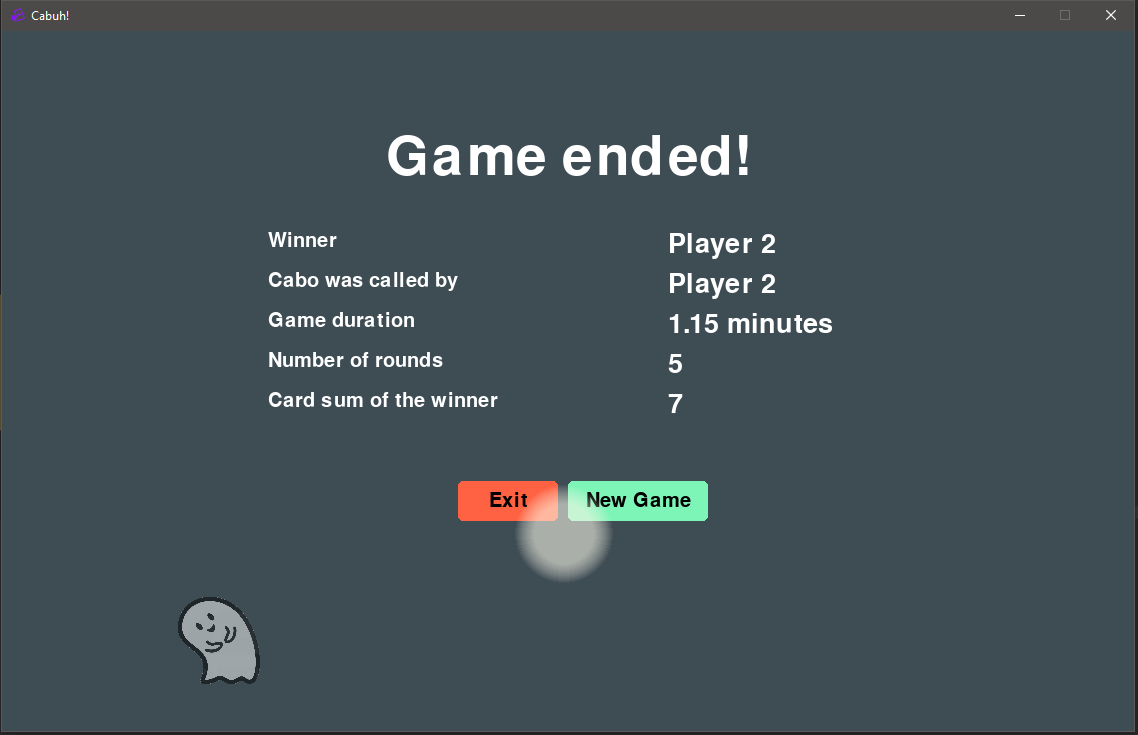 Cabuh!
Game ended!
Winner Player 2
Cabo was called by Player 2
Game duration 1.15 minutes
Number of rounds 5
Card sum of the winner 7
Exit New Game